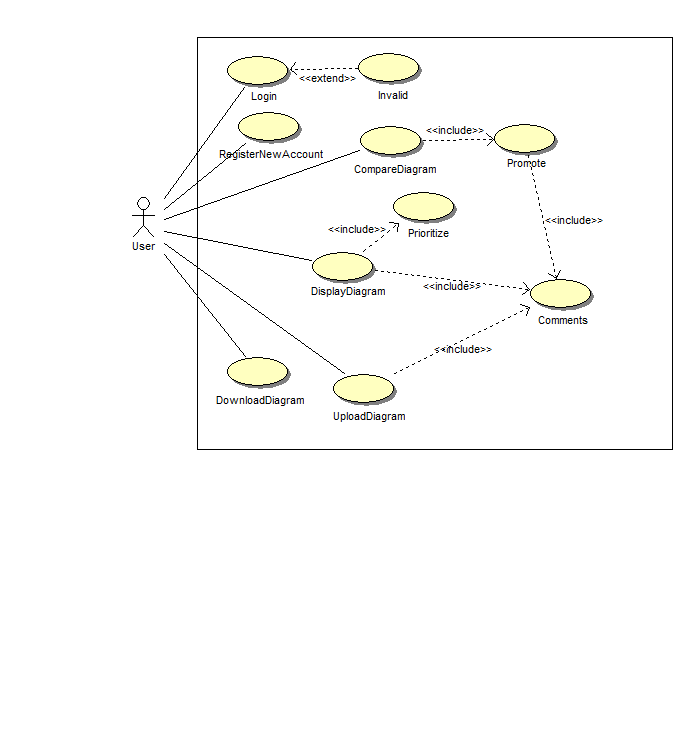 <<extend>>
Login
Invalid
<<include>>
RegisterNewAccount
CompareDiagram
Promote
<<include>>
<<include>>
Prioritize
User
<<include>>
DisplayDiagram
Comments
<<include>>
DownloadDiagram
UploadDiagram